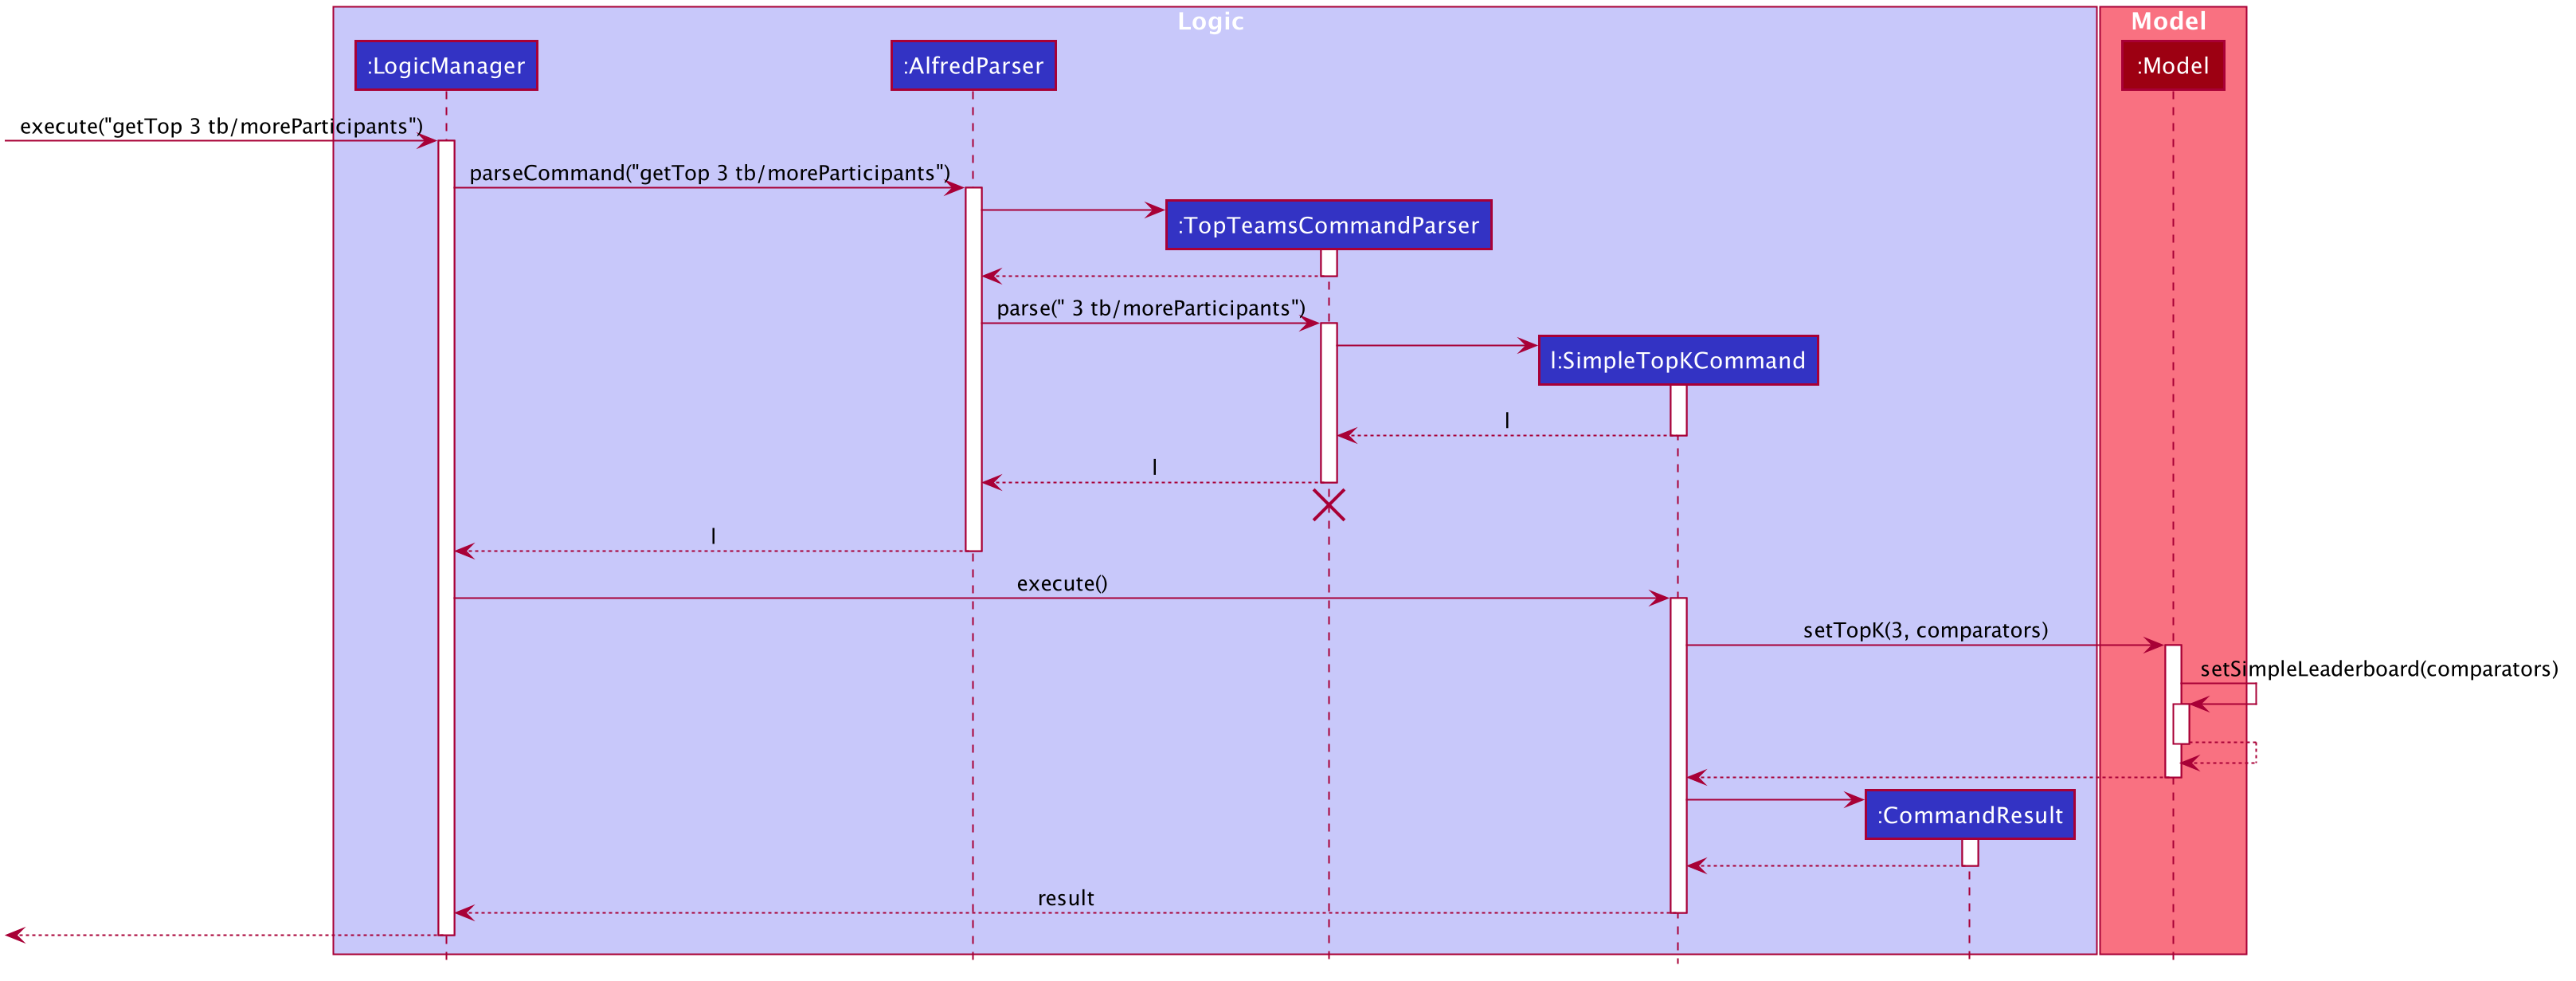 Logic
Model
:LogicManager
:AlfredParser
:Model
execute("getTop 3 tb/moreParticipants")
parseCommand("getTop 3 tb/moreParticipants")
:TopTeamsCommandParser
parse(" 3 tb/moreParticipants")
l:SimpleTopKCommand
l
l
l
execute()
setTopK(3, comparators)
setSimpleLeaderboard(comparators)
:CommandResult
result